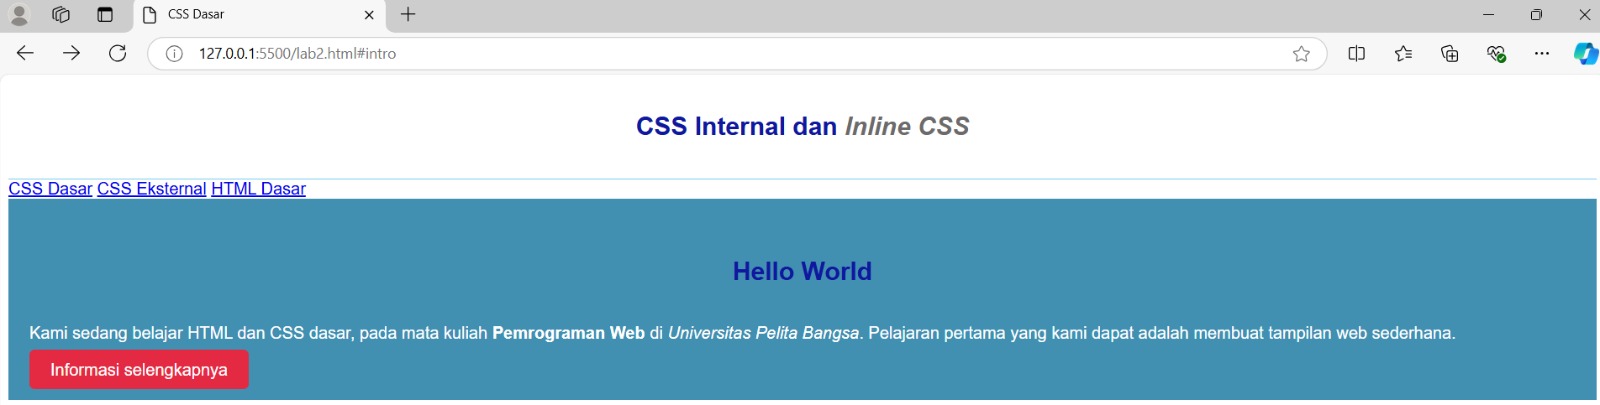 CSS Dasar
127.0.0.1:5500/lab2.html#intro
CSS Internal dan Inline CSS
CSS Dasar CSS Eksternal HTML Dasar
Hello World
Kami sedang belajar HTML dan CSS dasar, pada mata kuliah Pemrograman Web di Universitas Pelita Bangsa. Pelajaran pertama yang kami dapat adalah membuat tampilan web sederhana.
Informasi selengkapnya